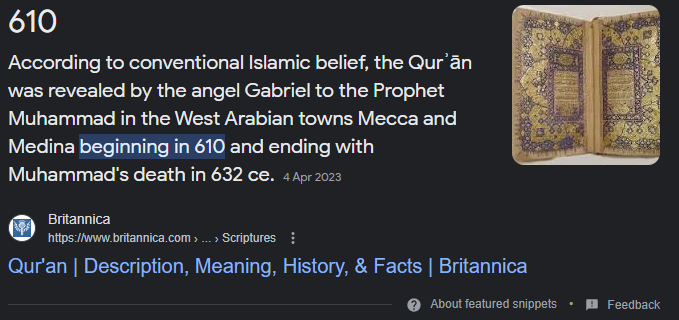 610
According to conventional Islamic belief, the Qurʾān
was revealed by the angel Gabriel to the Prophet
Muhammad in the West Arabian towns Mecca and
Medina beginning in 610 and ending with
Muhammad's death in 632 ce. 4 Apr 2023
Britannica
https://www.britannica.com › ... › Scriptures
Qur'an | Description, Meaning, History, & Facts | Britannica
About featured snippets • Feedback